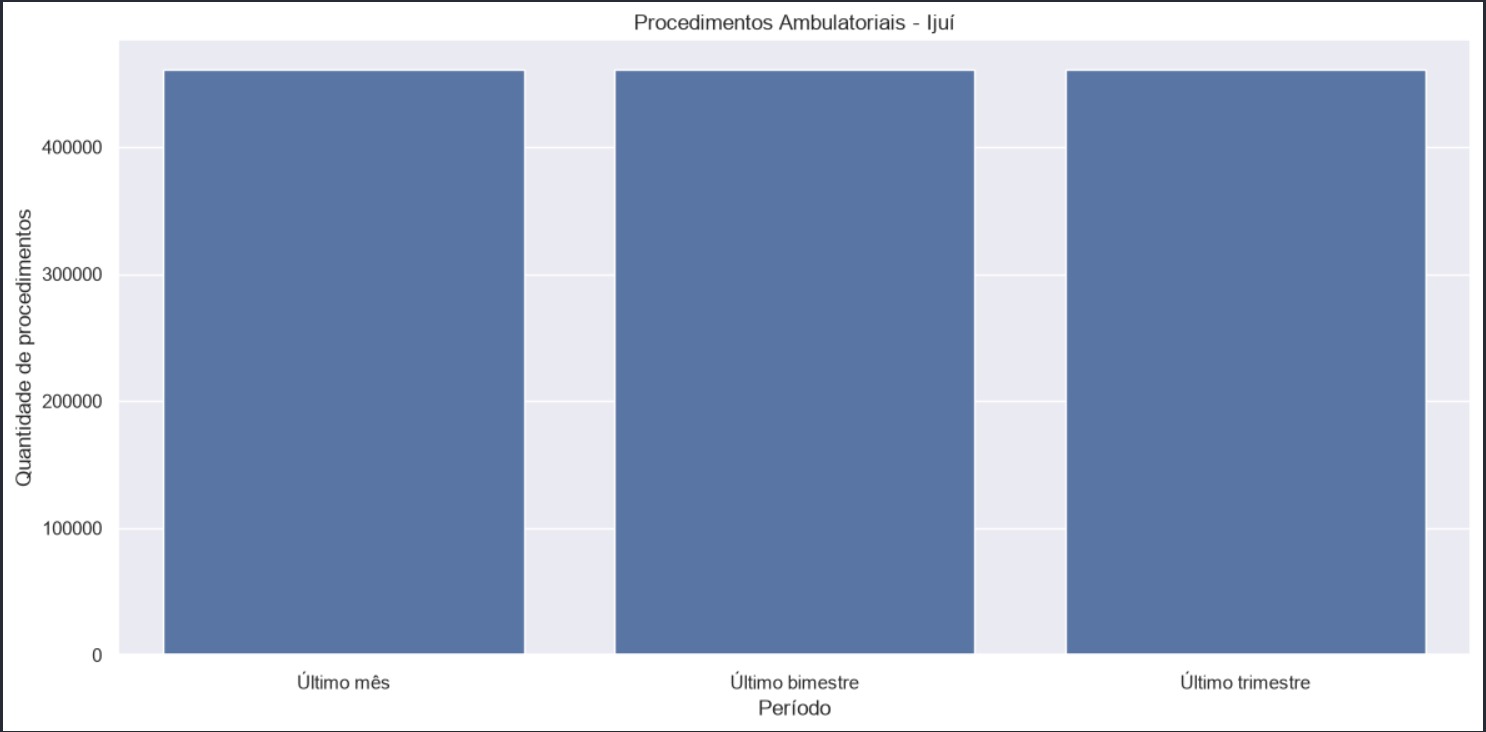 Procedimentos Ambulatoriais - Ijuí
Quantidade de procedimentos
400000
300000
200000
100000
0
Último mês
Último bimestre
Último trimestre
Período